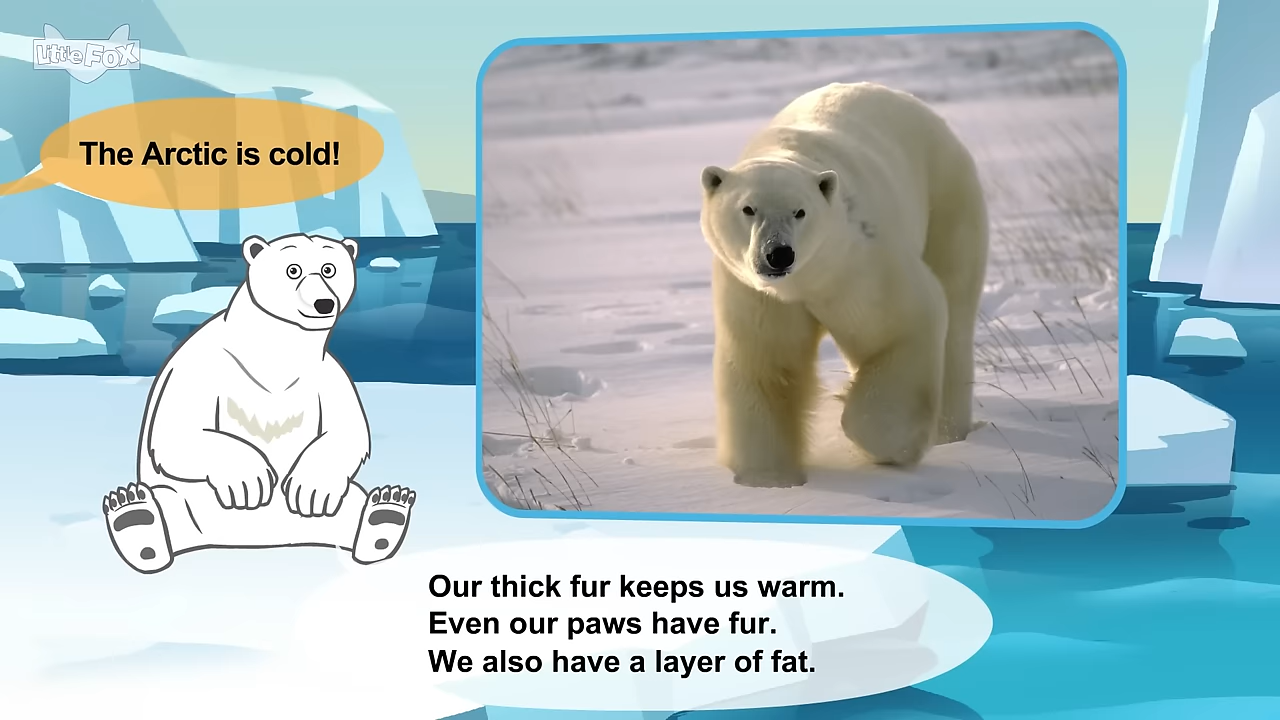 Little Fox
The Arctic is cold!
Our thick fur keeps us warm.
Even our paws have fur.
We also have a layer of fat.